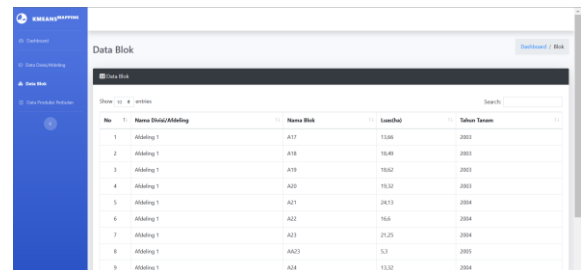 KMEANS MAPPING
Dashboard
Data Divisi/Afdeling
Data Blok
Data Produksi Perbulan
Data Blok
Dashboard / Blok
Data Blok
Show 10 entries
Search:
No Nama Divisi/Afdeling Nama Blok Luas(ha) Tahun Tanam
1 Afdeling 1 A17 13,66 2003
2 Afdeling 1 A18 19,49 2003
3 Afdeling 1 A19 18,62 2003
4 Afdeling 1 A20 19,32 2003
5 Afdeling 1 A21 24,13 2004
6 Afdeling 1 A22 16,6 2004
7 Afdeling 1 A23 21,25 2004
8 Afdeling 1 AA23 5,3 2005
9 Afdeling 1 A24 13,32 2004